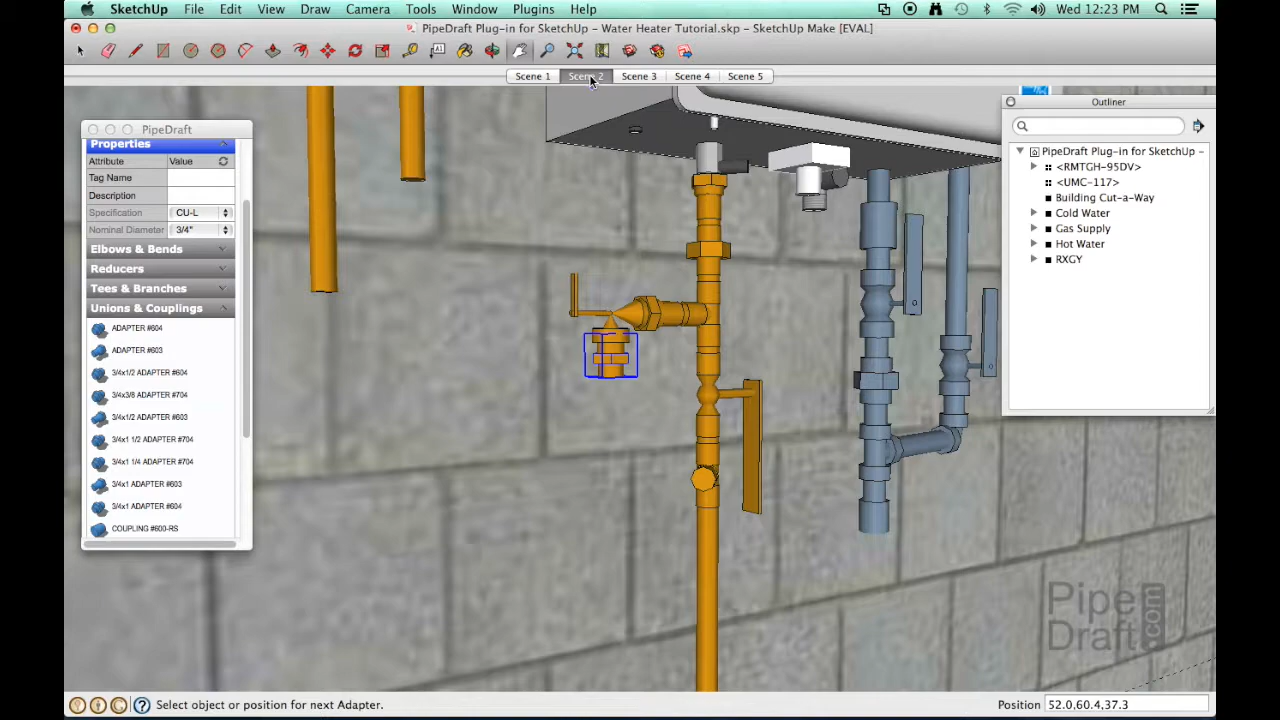 SketchUp File Edit View Draw Camera Tools Window Plugins Help Wed 12:23 PM
PipeDraft Plug-in for SketchUp - Water Heater Tutorial.skp - SketchUp Make [EVAL]
Scene 1 Scene 2 Scene 3 Scene 4 Scene 5
PipeDraft
Properties
Attribute Value
Tag Name
Description
Specification CU-L
Nominal Diameter 3/4"
Elbows & Bends
Reducers
Tees & Branches
Unions & Couplings
ADAPTER #604
ADAPTER #603
3/4x1/2 ADAPTER #604
3/4x3/8 ADAPTER #704
3/4x1/2 ADAPTER #603
3/4x1 1/2 ADAPTER #704
3/4x1 1/4 ADAPTER #704
3/4x1 ADAPTER #603
3/4x1 ADAPTER #604
COUPLING #600-RS
Outliner
PipeDraft Plug-in for SketchUp -
<RMTGH-95DV>
<UMC-117>
Building Cut-a-Way
Cold Water
Gas Supply
Hot Water
RXGY
Pipe
Draft.com
Select object or position for next Adapter.
Position 52.0,60.4,37.3